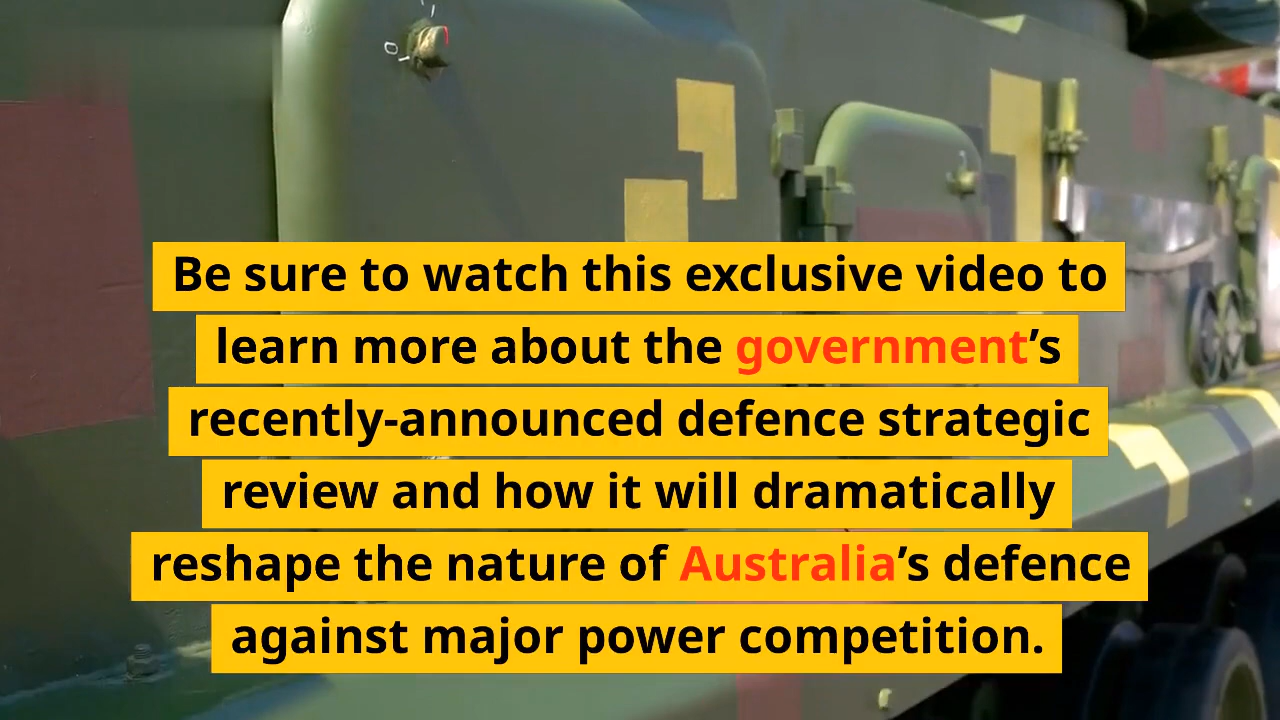 Be sure to watch this exclusive video to
learn more about the government’s
recently-announced defence strategic
review and how it will dramatically
reshape the nature of Australia’s defence
against major power competition.